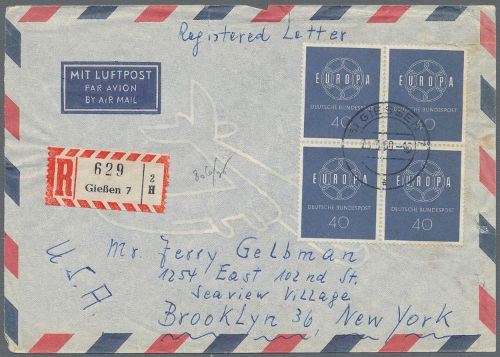 Registered Letter
MIT LUFTPOST
PAR AVION
BY AIR MAIL
EUROPA
DEUTSCHE BUNDESPOST
40
EUROPA
DEUTSCHE BUNDESPOST
40
EUROPA
DEUTSCHE BUNDESPOST
40
EUROPA
DEUTSCHE BUNDESPOST
40
R
629
Gießen 7
2
H
U.S.A
Mr. Jerry Gelbman
1254 East 102nd St.
Seaview Village
Brooklyn 36, New York